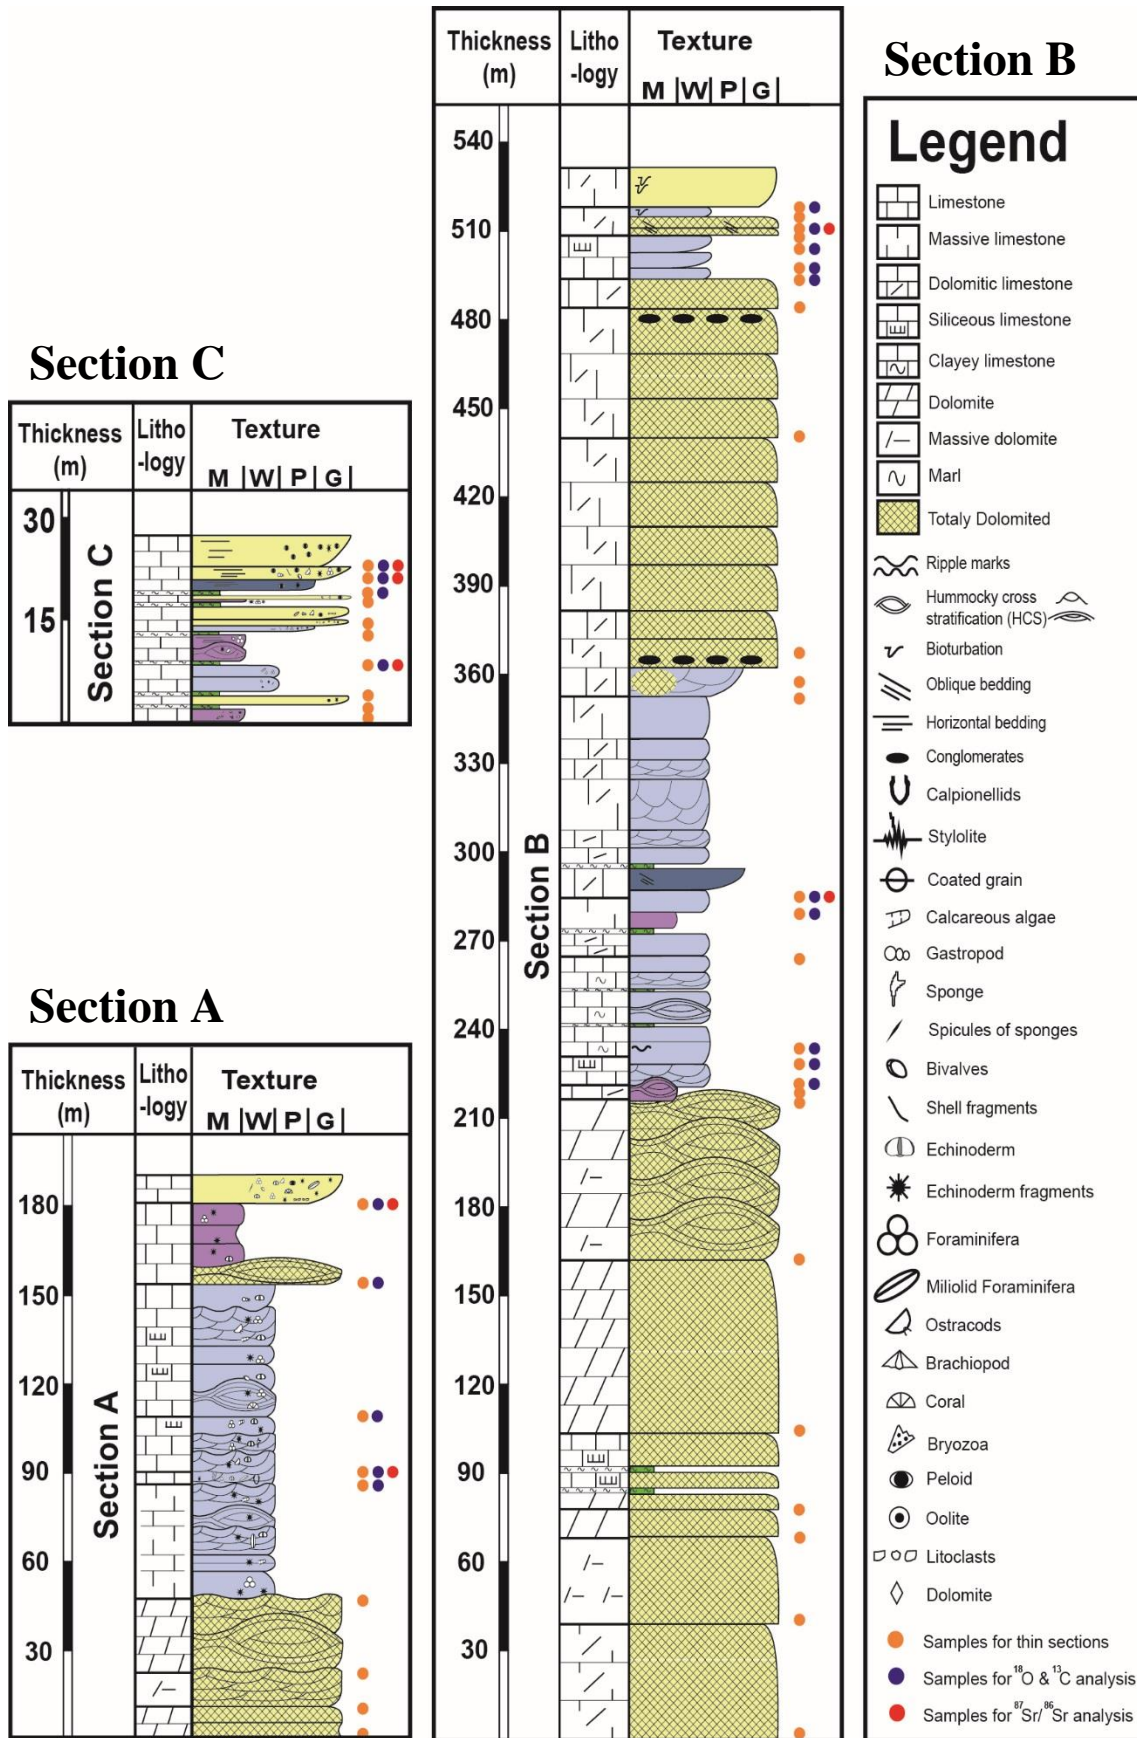 Section C
Thickness
(m)
Litho
-logy
Texture
M |W| P | G |
30
15
Section C
Section A
Thickness
(m)
Litho
-logy
Texture
M |W| P | G |
180
150
120
90
60
30
Section A
E
E
E
Thickness
(m)
Litho
-logy
Texture
M |W| P | G |
540
510
480
450
420
390
360
330
300
270
240
210
180
150
120
90
60
30
Section B
E
E
E
E
Section B
Legend
Limestone
Massive limestone
Dolomitic limestone
E
Siliceous limestone
Clayey limestone
Dolomite
Massive dolomite
Marl
Totaly Dolomited
Ripple marks
Hummocky cross
stratification (HCS)
Bioturbation
Oblique bedding
Horizontal bedding
Conglomerates
Calpionellids
Stylolite
Coated grain
Calcareous algae
Gastropod
Sponge
Spicules of sponges
Bivalves
Shell fragments
Echinoderm
Echinoderm fragments
Foraminifera
Miliolid Foraminifera
Ostracods
Brachiopod
Coral
Bryozoa
Peloid
Oolite
Litoclasts
Dolomite
Samples for thin sections
Samples for ¹⁸O & ¹³C analysis
Samples for ⁸⁷Sr/ ⁸⁶Sr analysis